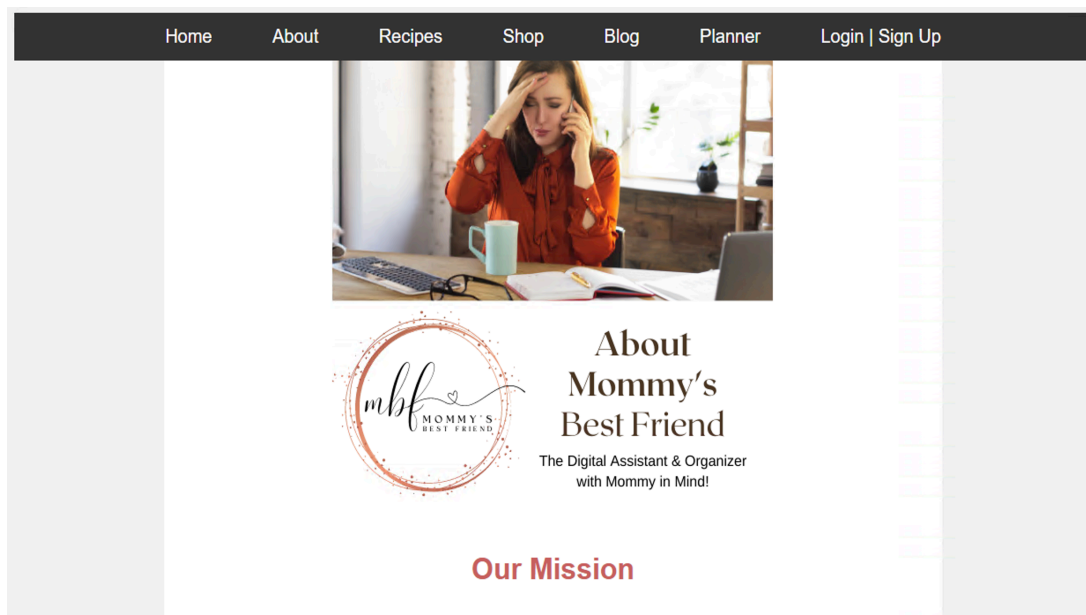 Home About Recipes Shop Blog Planner Login | Sign Up
mbf
MOMMY'S
BEST FRIEND
About
Mommy's
Best Friend
The Digital Assistant & Organizer
with Mommy in Mind!
Our Mission